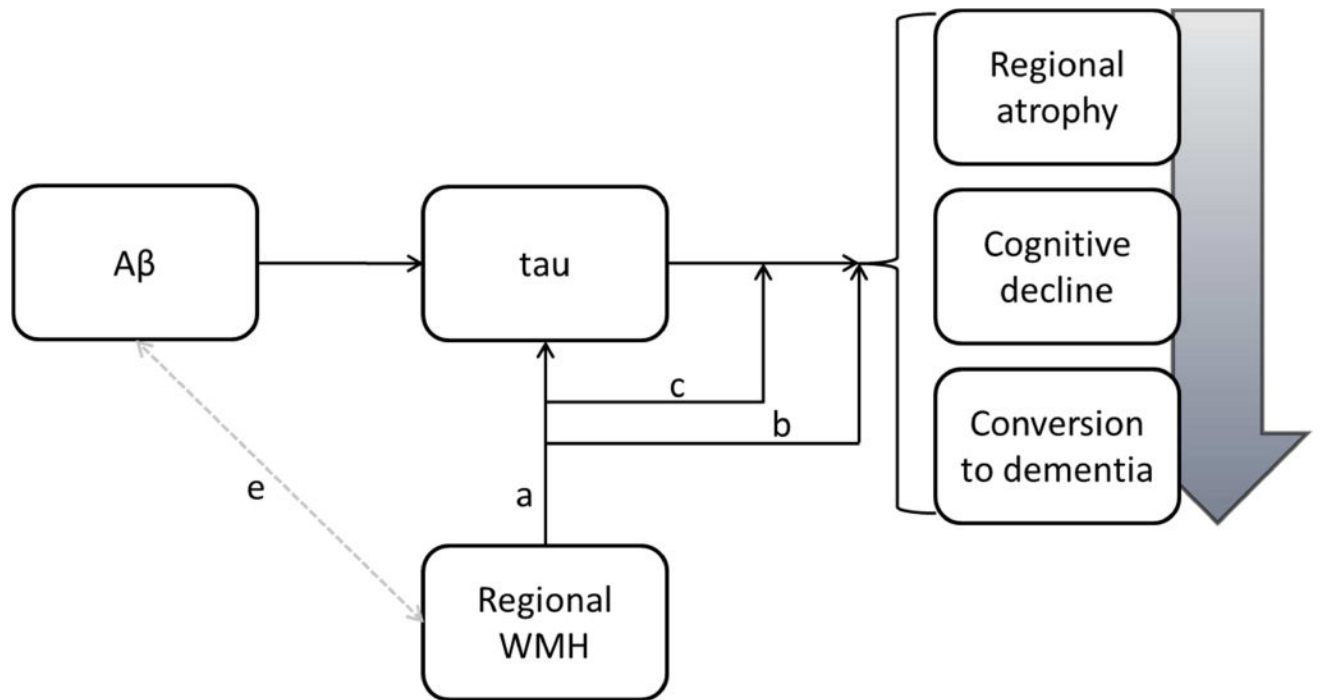 Regional
atrophy
Aβ
tau
Cognitive
decline
c
b
Conversion
to dementia
e
a
Regional
WMH